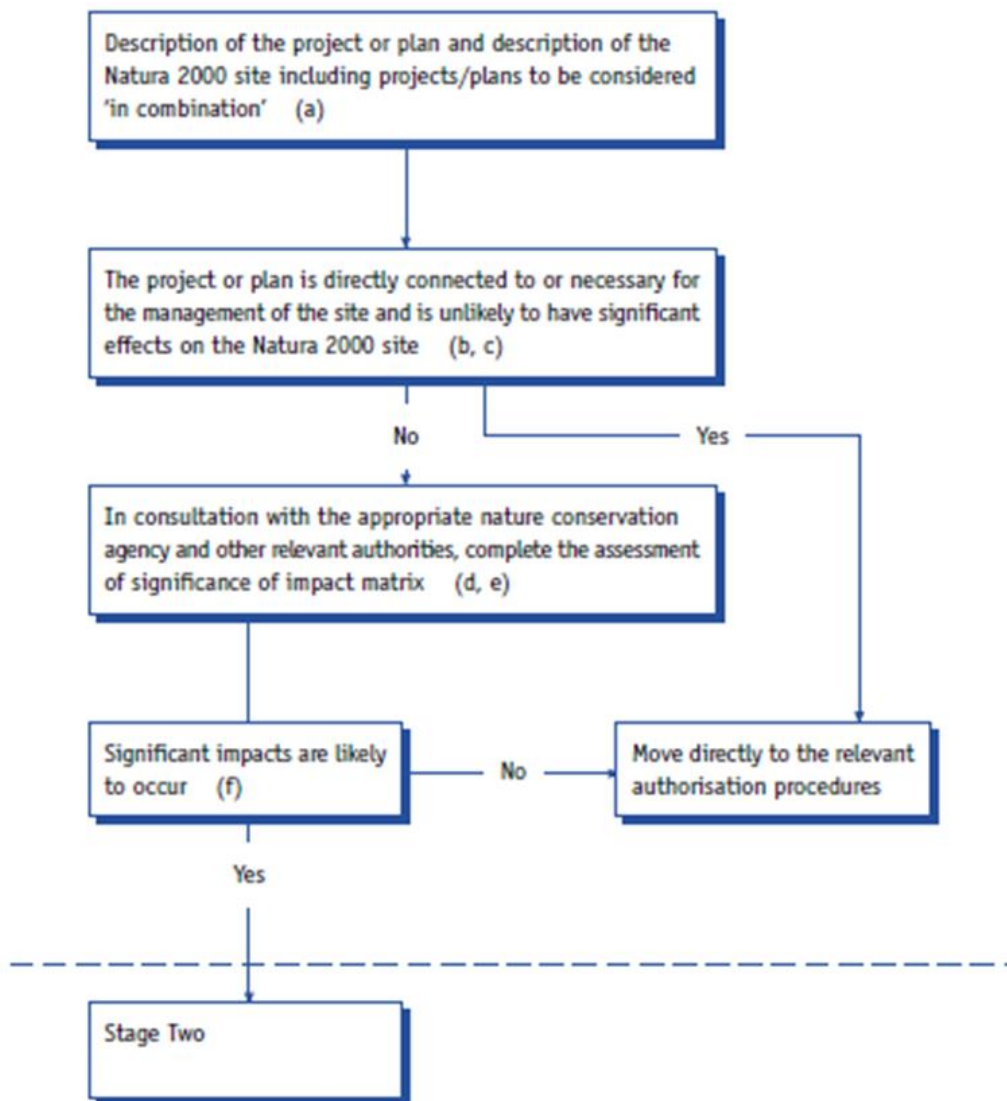 Description of the project or plan and description of the
Natura 2000 site including projects/plans to be considered
'in combination' (a)
The project or plan is directly connected to or necessary for
the management of the site and is unlikely to have significant
effects on the Natura 2000 site (b, c)
No
Yes
In consultation with the appropriate nature conservation
agency and other relevant authorities, complete the assessment
of significance of impact matrix (d, e)
Significant impacts are likely
to occur (f)
No
Move directly to the relevant
authorisation procedures
Yes
Stage Two